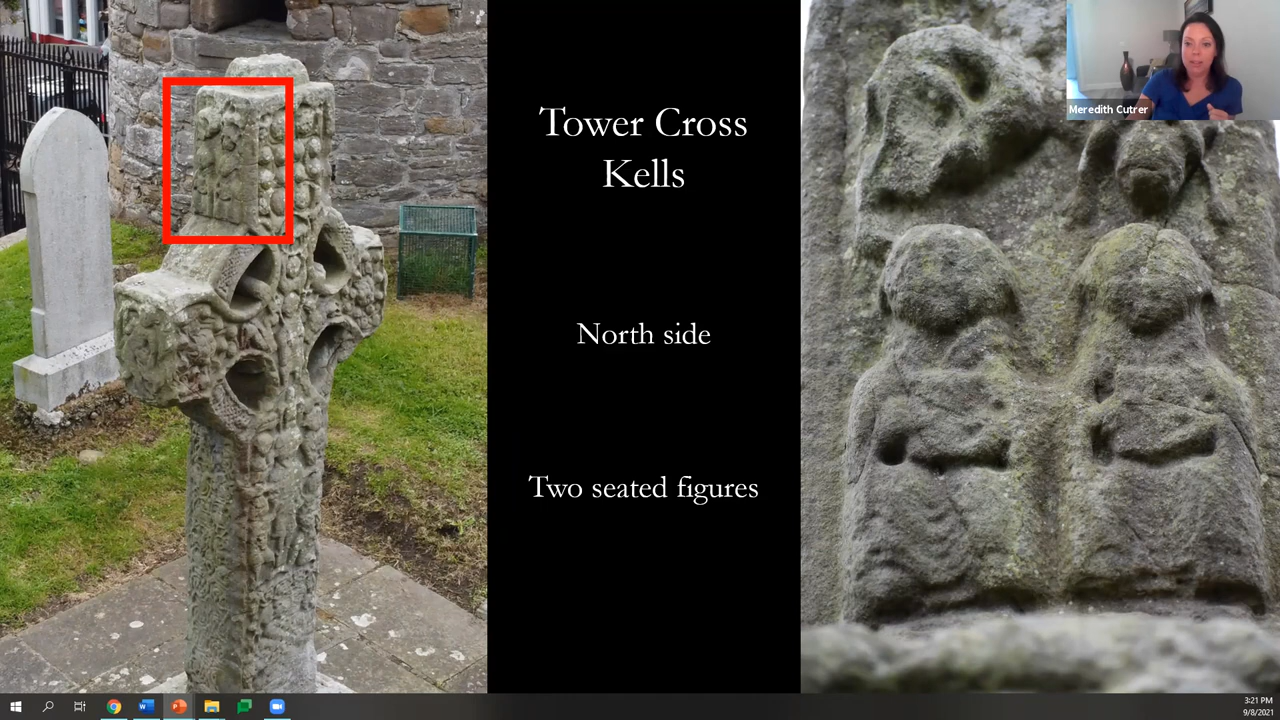 Tower Cross
Kells
North side
Two seated figures
Meredith Cutrer
3:21 PM
9/8/2021